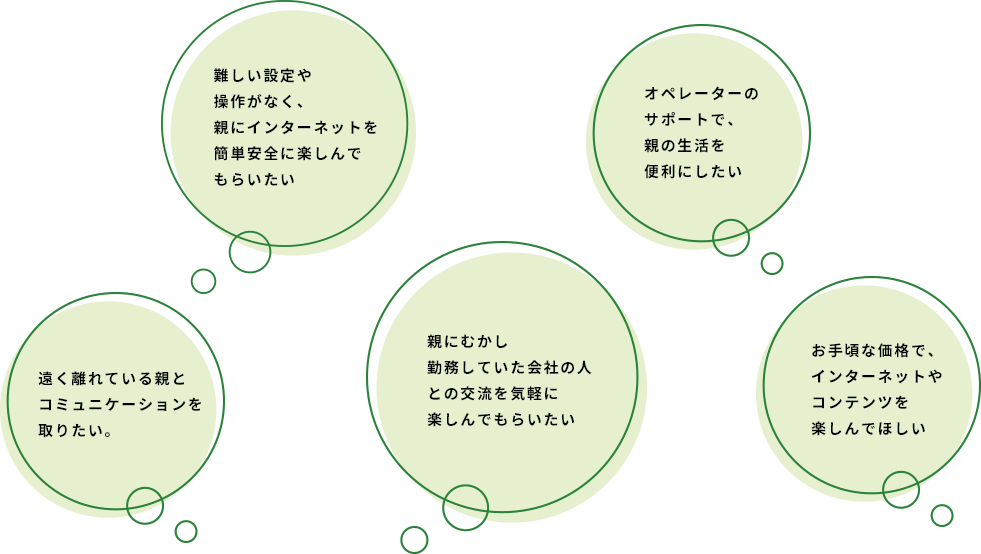 難しい設定や
操作がなく、
親にインターネットを
簡単安全に楽しんで
もらいたい
オペレーターの
サポートで、
親の生活を
便利にしたい
遠く離れている親と
コミュニケーションを
取りたい。
親にむかし
勤務していた会社の人
との交流を気軽に
楽しんでもらいたい
お手頃な価格で、
インターネットや
コンテンツを
楽しんでほしい